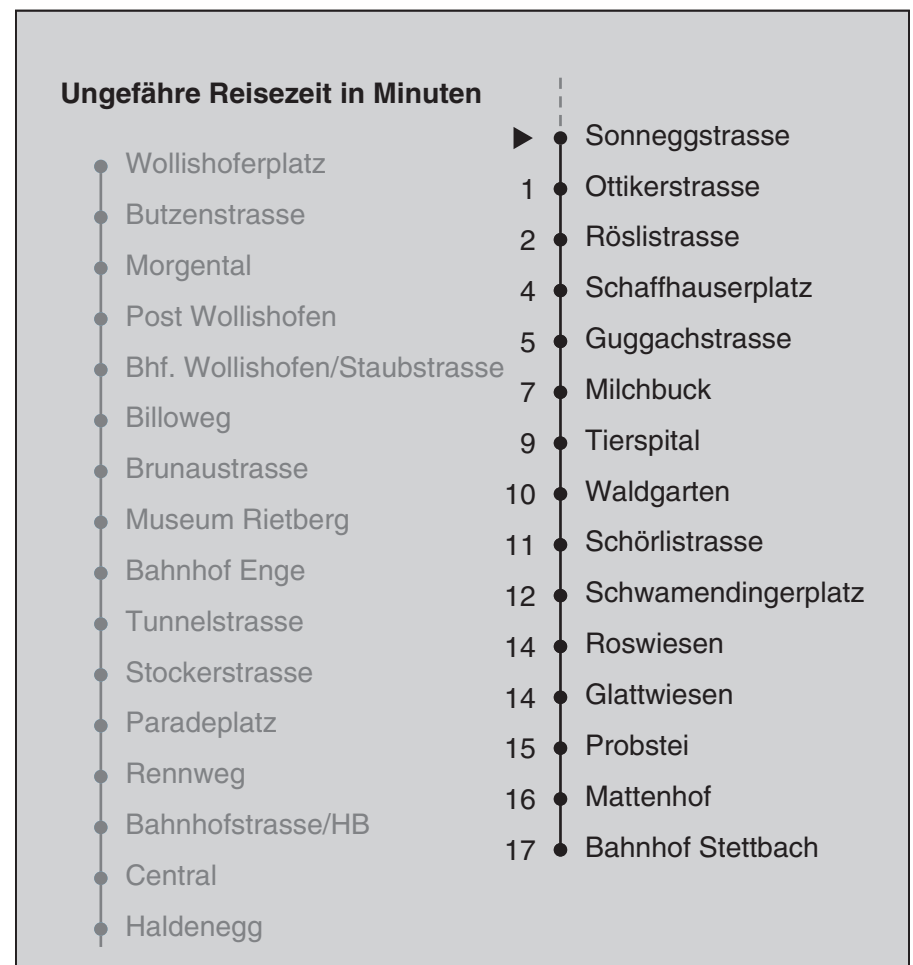 Ungefähre Reisezeit in Minuten
Wollishoferplatz
Butzenstrasse
Morgental
Post Wollishofen
Bhf. Wollishofen/Staubstrasse
Billoweg
Brunaustrasse
Museum Rietberg
Bahnhof Enge
Tunnelstrasse
Stockerstrasse
Paradeplatz
Rennweg
Bahnhofstrasse/HB
Central
Haldenegg
Sonneggstrasse
1 Ottikerstrasse
2 Röslistrasse
4 Schaffhauserplatz
5 Guggachstrasse
7 Milchbuck
9 Tierspital
10 Waldgarten
11 Schörlistrasse
12 Schwamendingerplatz
14 Roswiesen
14 Glattwiesen
15 Probstei
16 Mattenhof
17 Bahnhof Stettbach